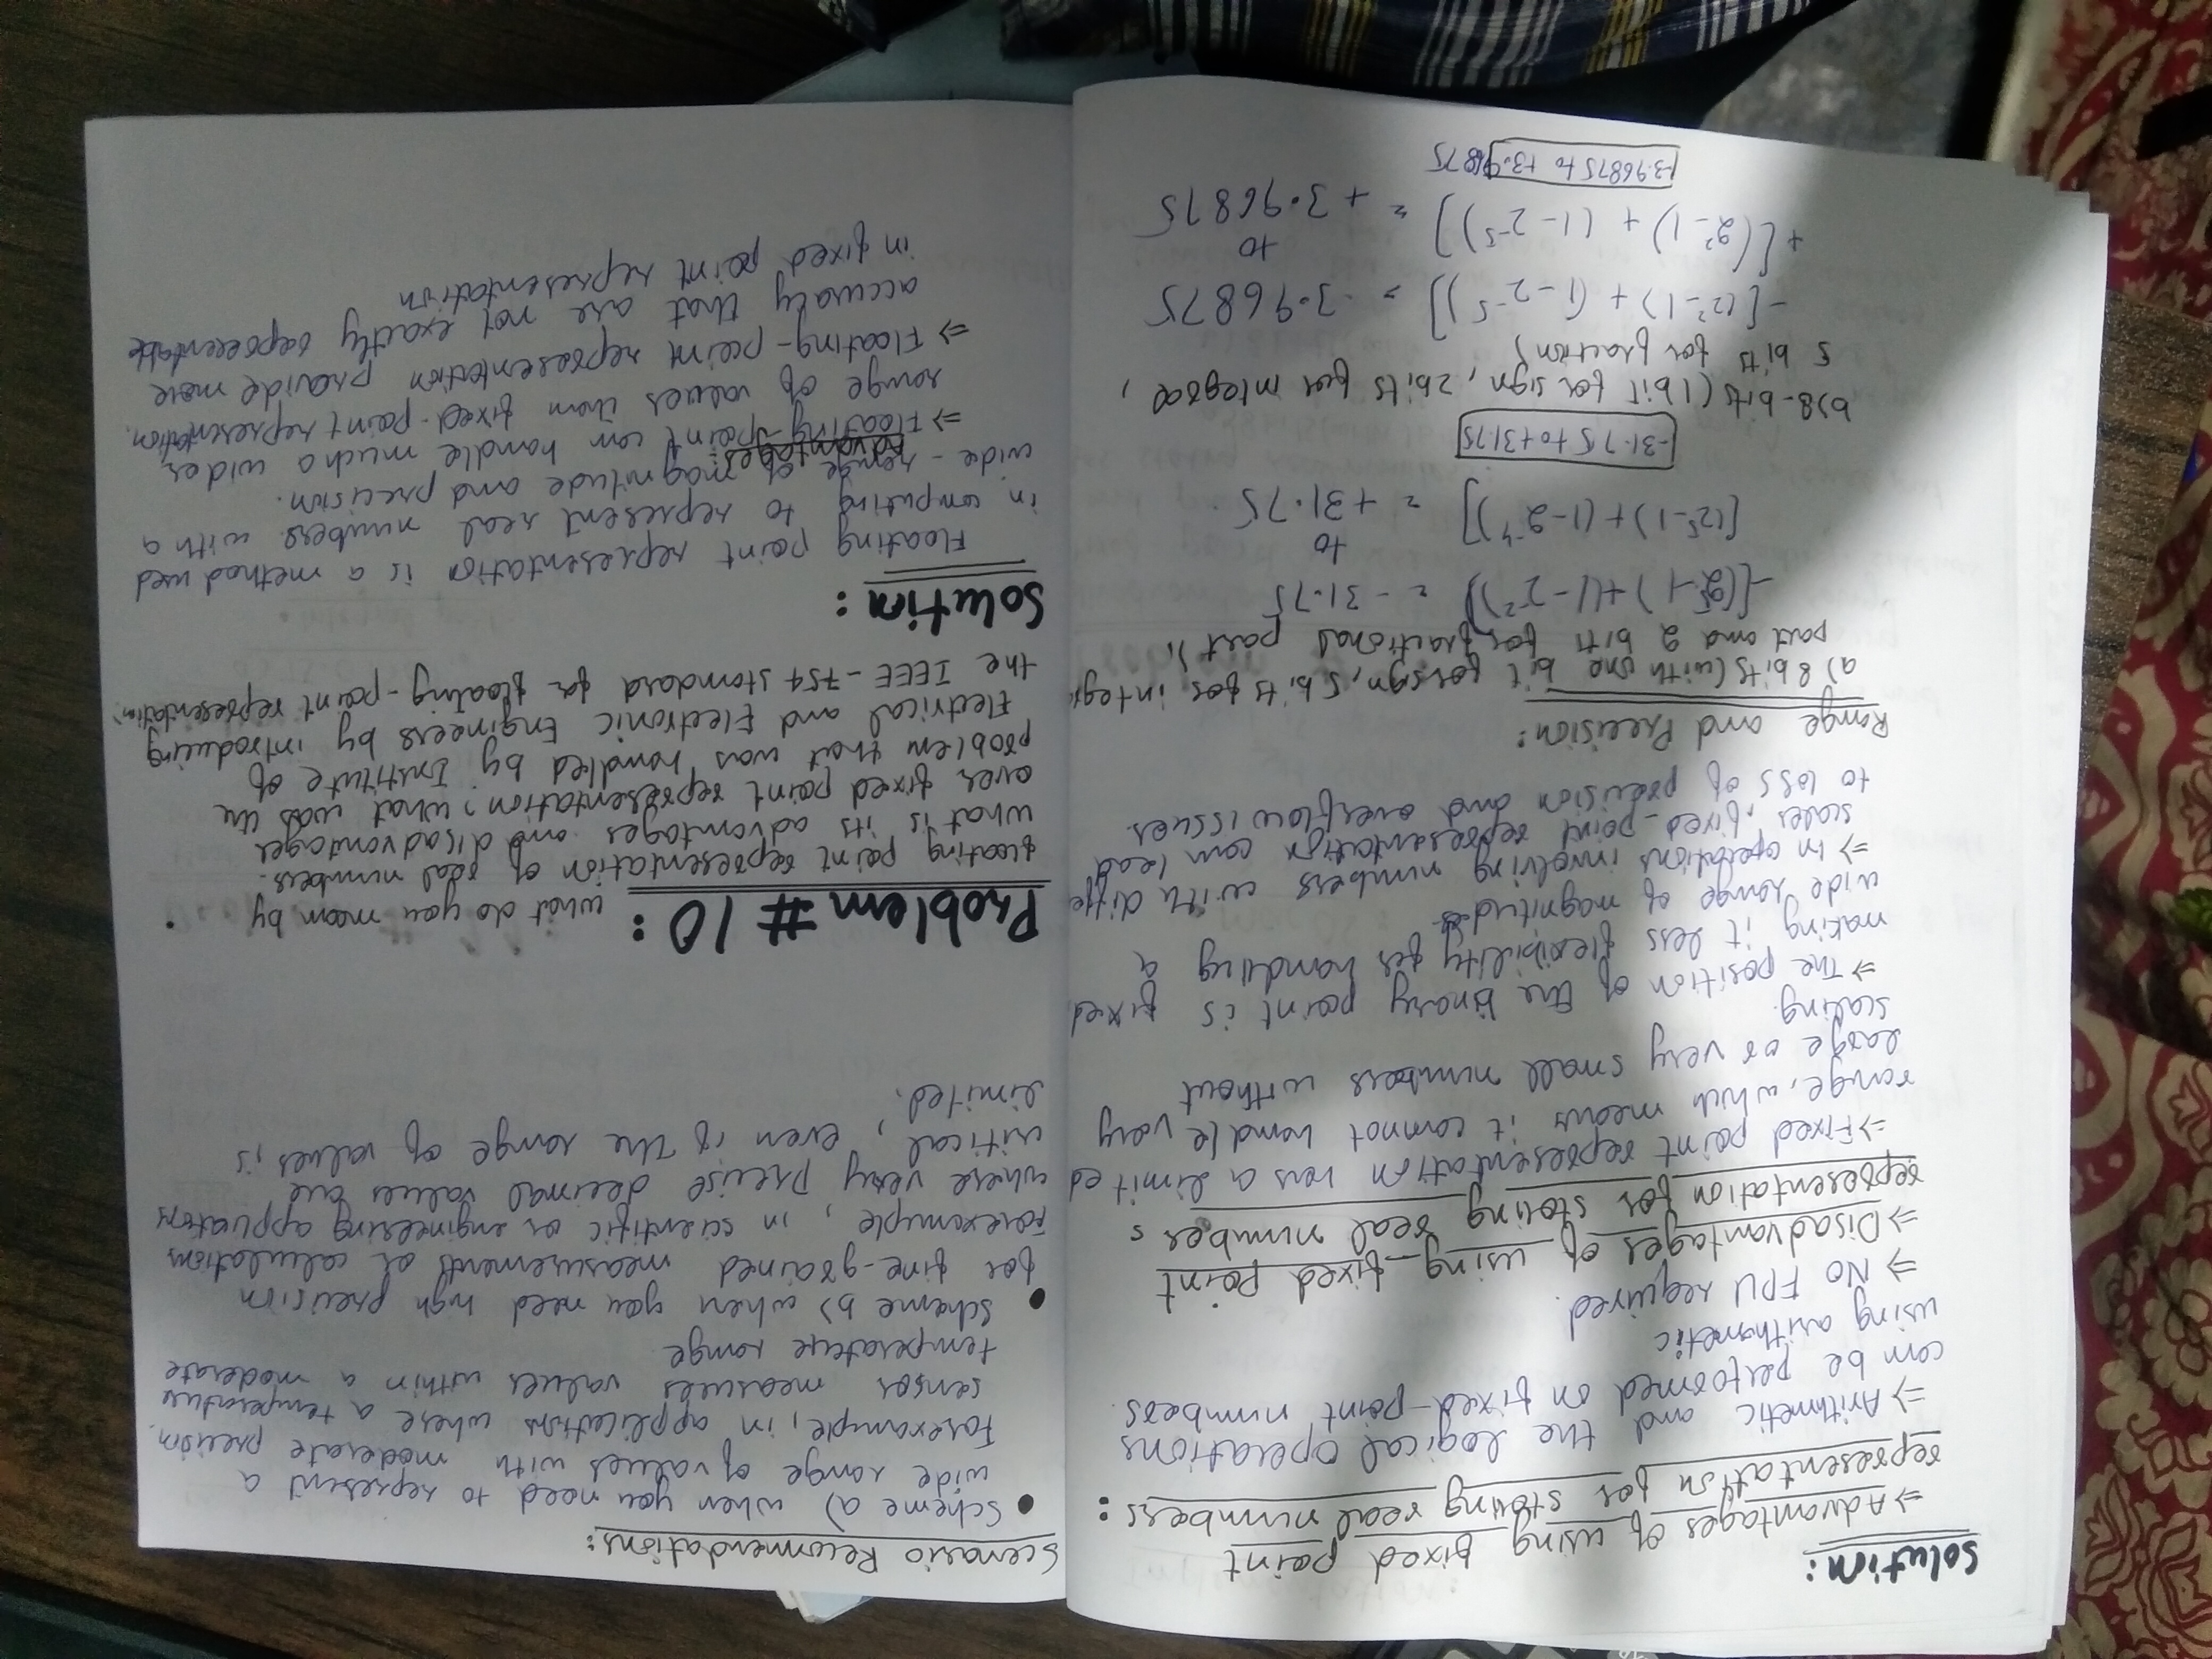 Solution:
⇒ Advantages of using fixed point
representation for storing real numbers:
⇒ Arithmetic and the logical operations
can be performed on fixed-point numbers.
using arithmetic
⇒ No FPU required.
⇒ Disadvantages of using fixed point
representation for storing real numbers
⇒ Fixed point representation has a limited
range, which means it cannot handle very
large or very small numbers without
scaling.
⇒ The position of the binary point is fixed
making it less flexibility for handling a
wide range of magnitudes
⇒ In operations involving numbers with diffe
scales, fixed-point representation can lead
to loss of precision and overflow issues.
Range and Precision:
a) 8 bits (with one bit for sign, 5 bits for integ
part and 2 bits for fractional part),
-[(2⁵-1)+(1-2⁻²)] = -31.75
to
[(2⁵-1)+(1-2⁻⁴)] = +31.75
-31.75 to +31.75
b) 8-bits (1 bit for sign, 2 bits for integer,
5 bits for fraction)
-[(2²-1)+(1-2⁻⁵)] = -3.96875
to
+[(2²-1)+(1-2⁻⁵)] = +3.96875
-3.96875 to +3.96875
Scenario Recommendations:
• Scheme a) when you need to represent a
wide range of values with moderate precision.
For example, in applications where a temperature
sensor measures values within a moderate
temperature range
• Scheme b) when you need high precision
for fine-grained measurements or calculations
For example, in scientific or engineering applications
where very precise decimal values are
critical, even if the range of values is
limited.
Problem # 10: what do you mean by
floating point representation of real numbers.
what is its advantages and disadvantages
over fixed point representation? what was the
problem that was handled by Institute of
Electrical and Electronic Engineers by introducing
the IEEE-754 standard for floating-point representation?
Solution:
Floating point representation is a method used
in computing to represent real numbers with a
wide-range of magnitude and precision.
Advantages:
⇒ Floating-point can handle much a wider
range of values than fixed-point representation.
⇒ Floating-point representation provide more
accuracy that are not exactly representable
in fixed point representation